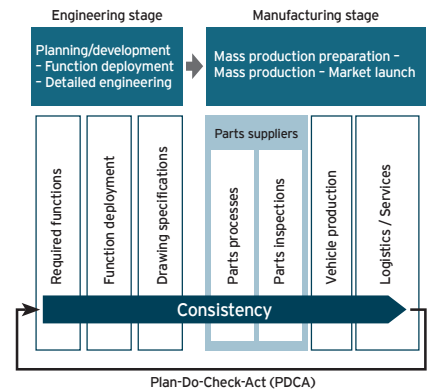 Engineering stage
Manufacturing stage
Planning/development
– Function deployment
– Detailed engineering
Mass production preparation –
Mass production – Market launch
Parts suppliers
Required functions
Function deployment
Drawing specifications
Parts processes
Parts inspections
Vehicle production
Logistics / Services
Consistency
Plan-Do-Check-Act (PDCA)